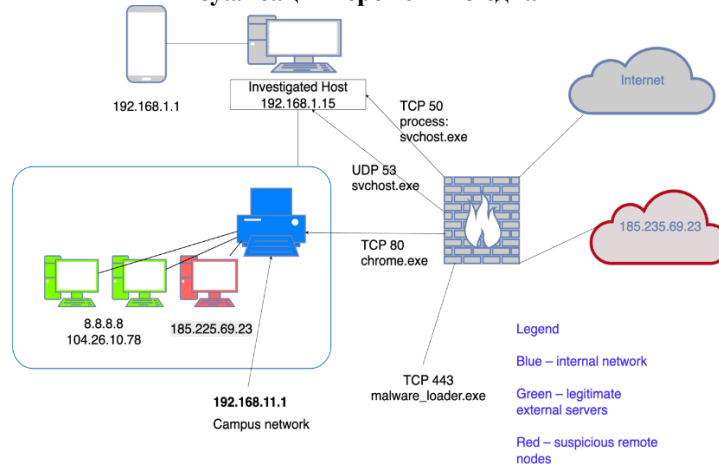 192.168.1.1
Investigated Host
192.168.1.15
TCP 50
process:
svchost.exe
Internet
UDP 53
svchost.exe
185.235.69.23
TCP 80
chrome.exe
8.8.8.8
104.26.10.78
185.225.69.23
192.168.11.1
Campus network
TCP 443
malware_loader.exe
Legend
Blue – internal network
Green – legitimate
external servers
Red – suspicious remote
nodes